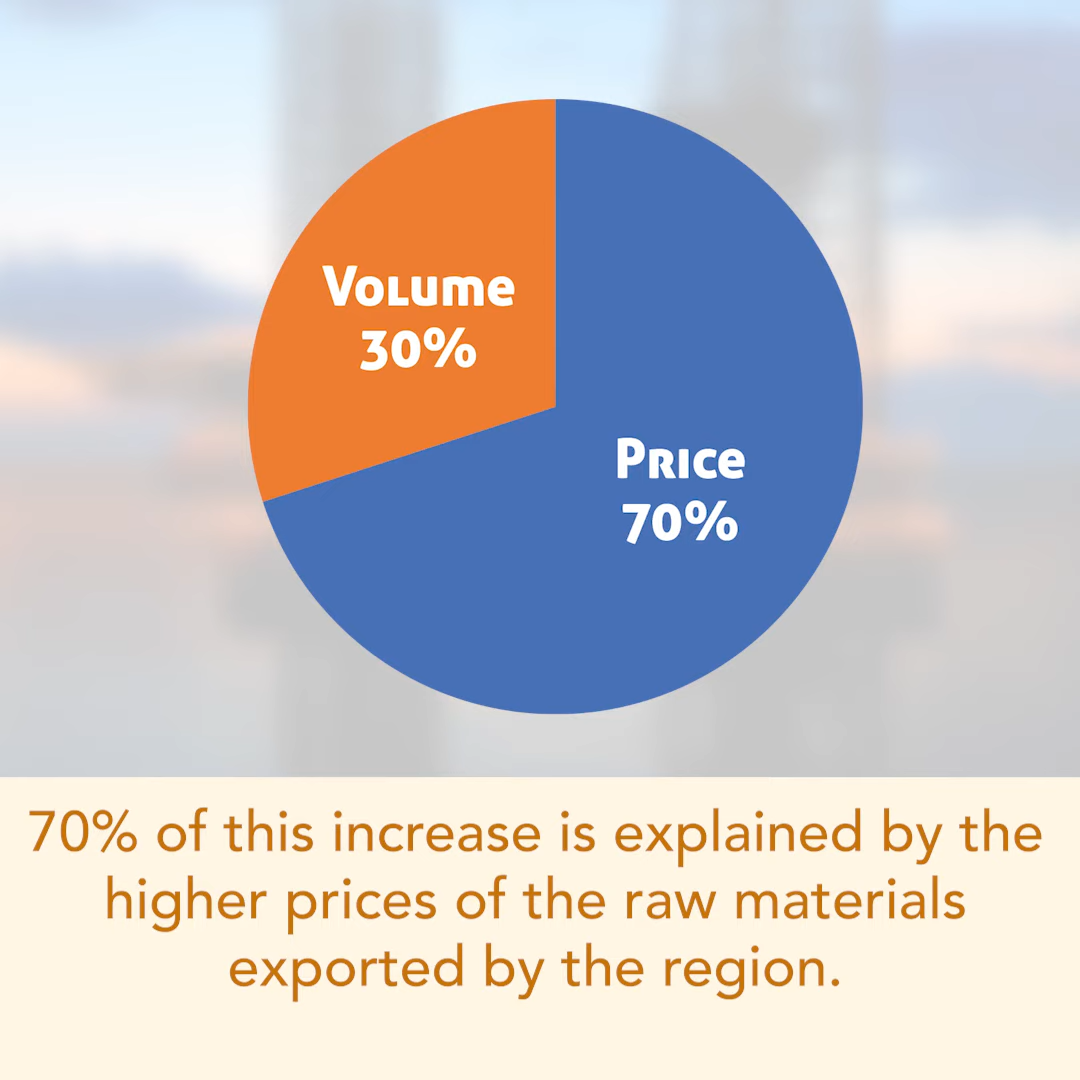 Volume
30%
Price
70%
70% of this increase is explained by the
higher prices of the raw materials
exported by the region.